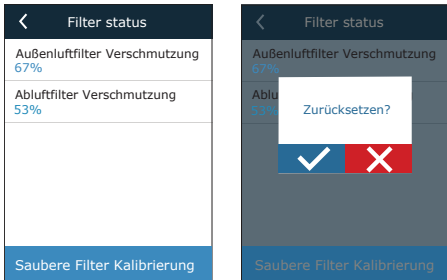 Filter status
Außenluftfilter Verschmutzung
67%
Abluftfilter Verschmutzung
53%
Saubere Filter Kalibrierung
Filter status
Außenluftfilter Verschmutzung
67%
Ablu
53%
Zurücksetzen?
Saubere Filter Kalibrierung